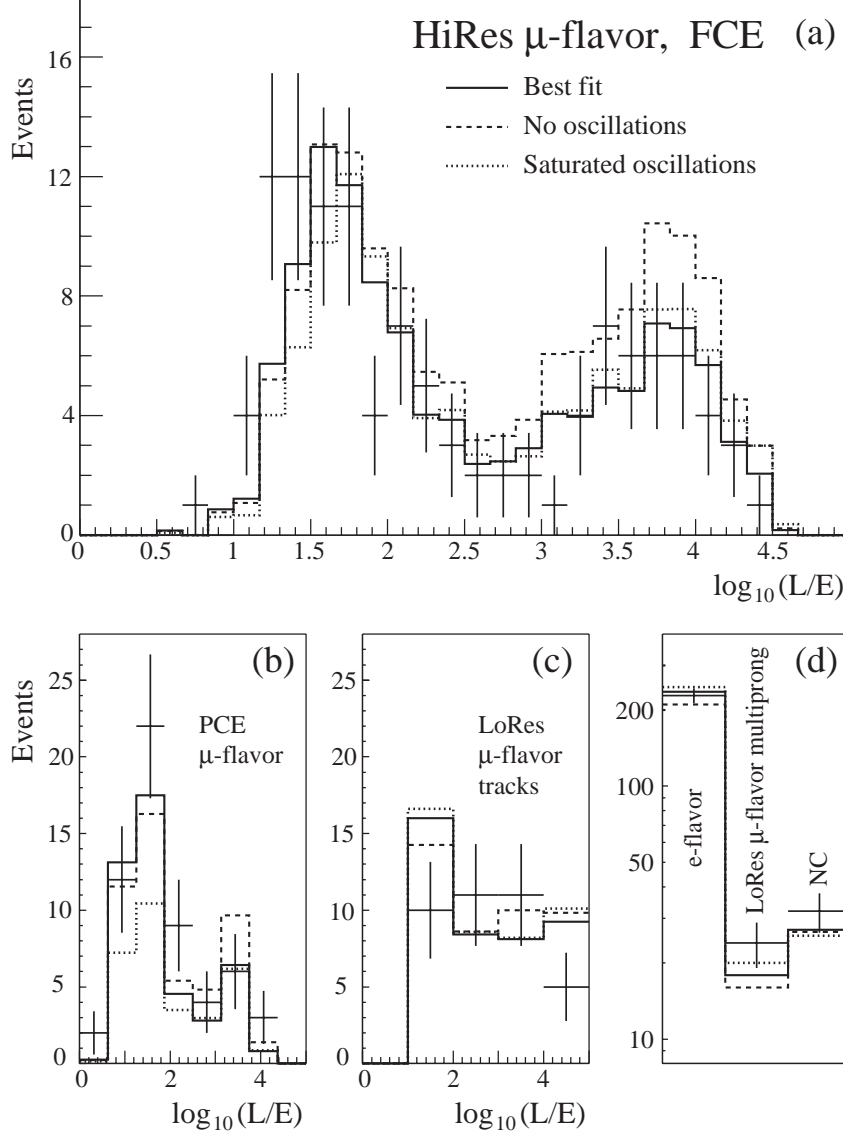 HiRes μ-flavor, FCE (a)
Best fit
No oscillations
Saturated oscillations
Events
16
12
8
4
0
0 0.5 1 1.5 2 2.5 3 3.5 4 4.5
log₁₀(L/E)
(b)
PCE
μ-flavor
Events
25
20
15
10
5
0
0 2 4
log₁₀(L/E)
(c)
LoRes
μ-flavor
tracks
25
20
15
10
5
0
0 2 4
log₁₀(L/E)
(d)
200
100
50
10
e-flavor
LoRes μ-flavor multiprong
NC